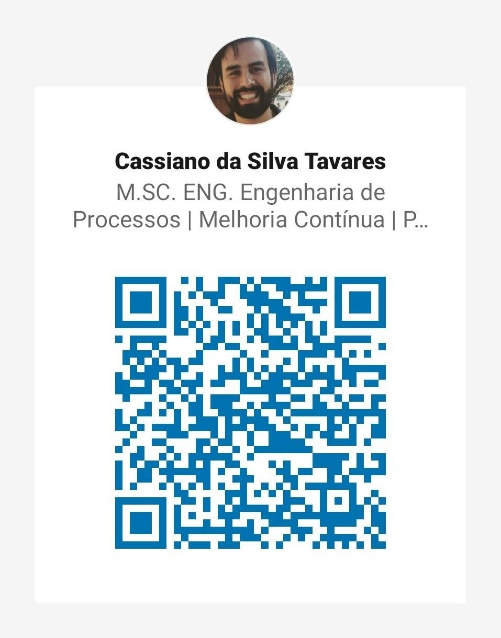 Cassiano da Silva Tavares
M.SC. ENG. Engenharia de
Processos | Melhoria Contínua | P...